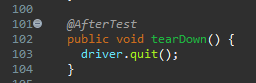 100
101 @AfterTest
102 public void tearDown() {
103 driver.quit();
104 }